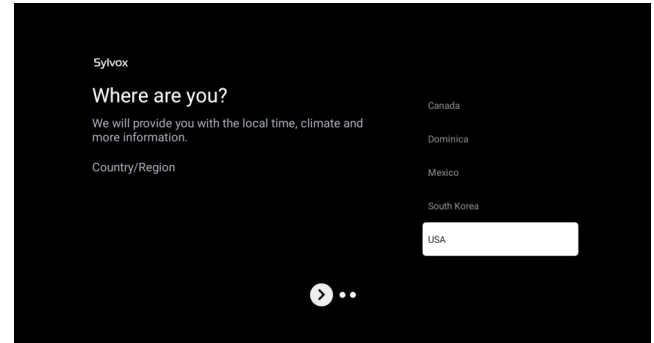 Sylvox
Where are you?
We will provide you with the local time, climate and
more information.
Country/Region
Canada
Dominica
Mexico
South Korea
USA